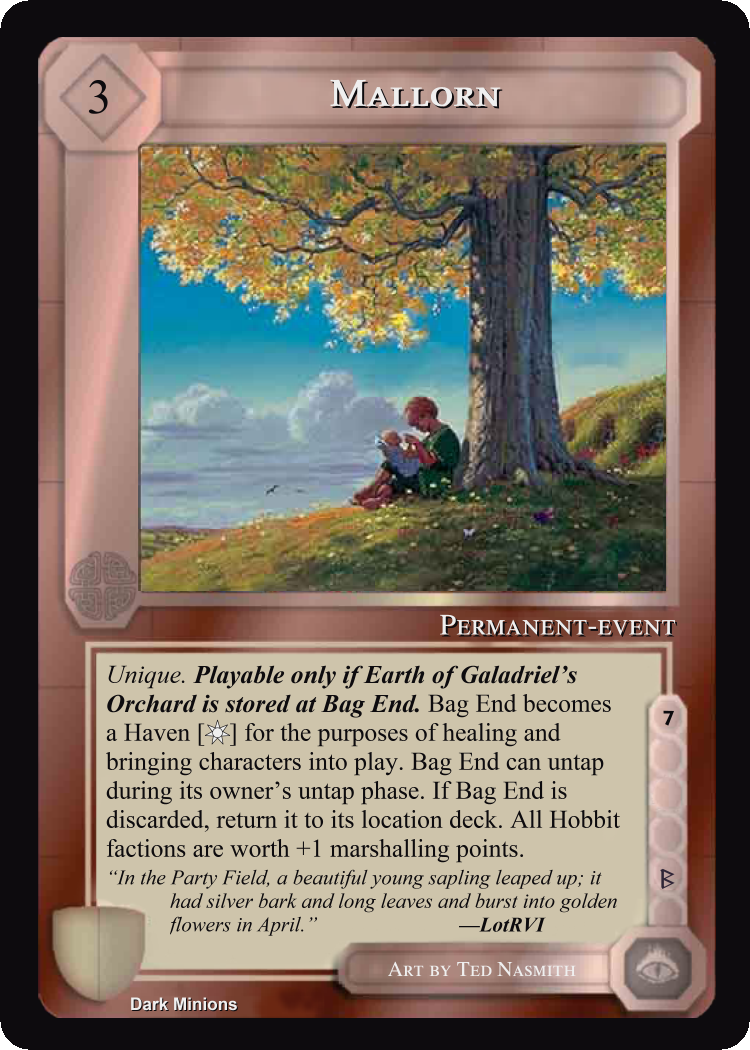 3
MALLORN
PERMANENT-EVENT
Unique. Playable only if Earth of Galadriel's
Orchard is stored at Bag End. Bag End becomes
a Haven [] for the purposes of healing and
bringing characters into play. Bag End can untap
during its owner's untap phase. If Bag End is
discarded, return it to its location deck. All Hobbit
factions are worth +1 marshalling points.
7
ᛒ
“In the Party Field, a beautiful young sapling leaped up; it
had silver bark and long leaves and burst into golden
flowers in April.” —LotRVI
ART BY TED NASMITH
Dark Minions